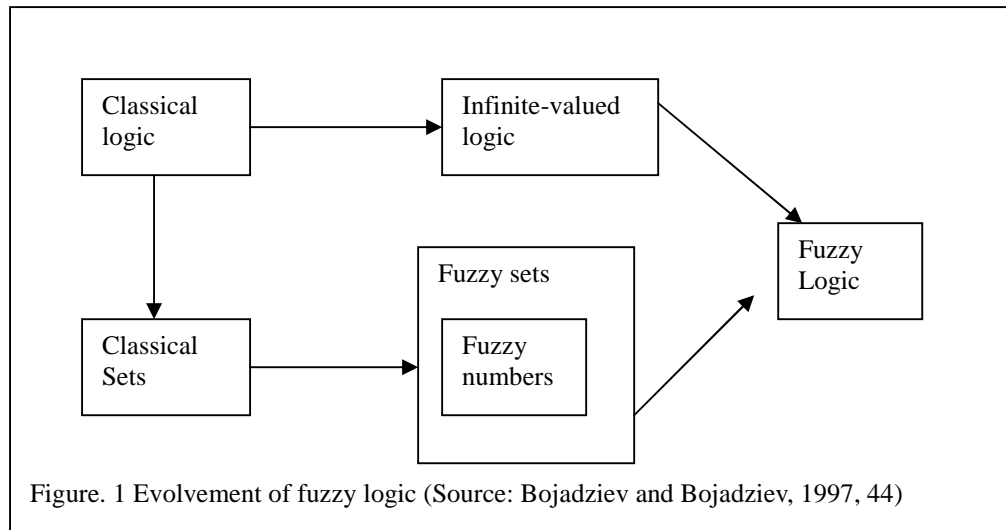 Classical
logic
Infinite-valued
logic
Fuzzy
Logic
Fuzzy sets
Classical
Sets
Fuzzy
numbers
Figure. 1 Evolvement of fuzzy logic (Source: Bojadziev and Bojadziev, 1997, 44)